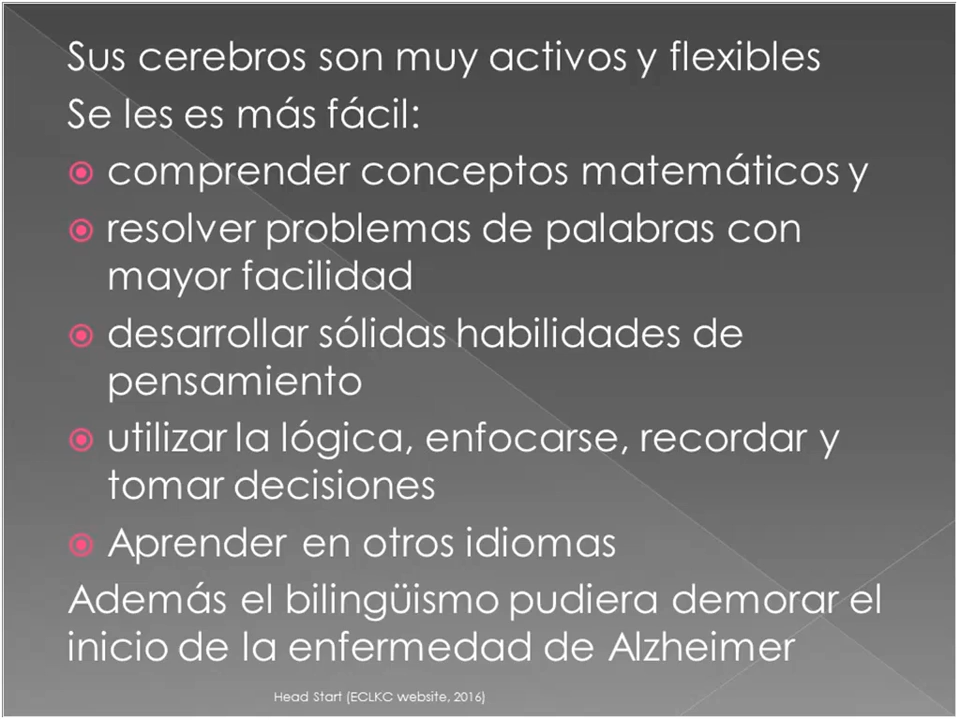 Sus cerebros son muy activos y flexibles
Se les es más fácil:
comprender conceptos matemáticos y
resolver problemas de palabras con
mayor facilidad
desarrollar sólidas habilidades de
pensamiento
utilizar la lógica, enfocarse, recordar y
tomar decisiones
Aprender en otros idiomas
Además el bilingüismo pudiera demorar el
inicio de la enfermedad de Alzheimer
Head Start (ECLKC website, 2016)